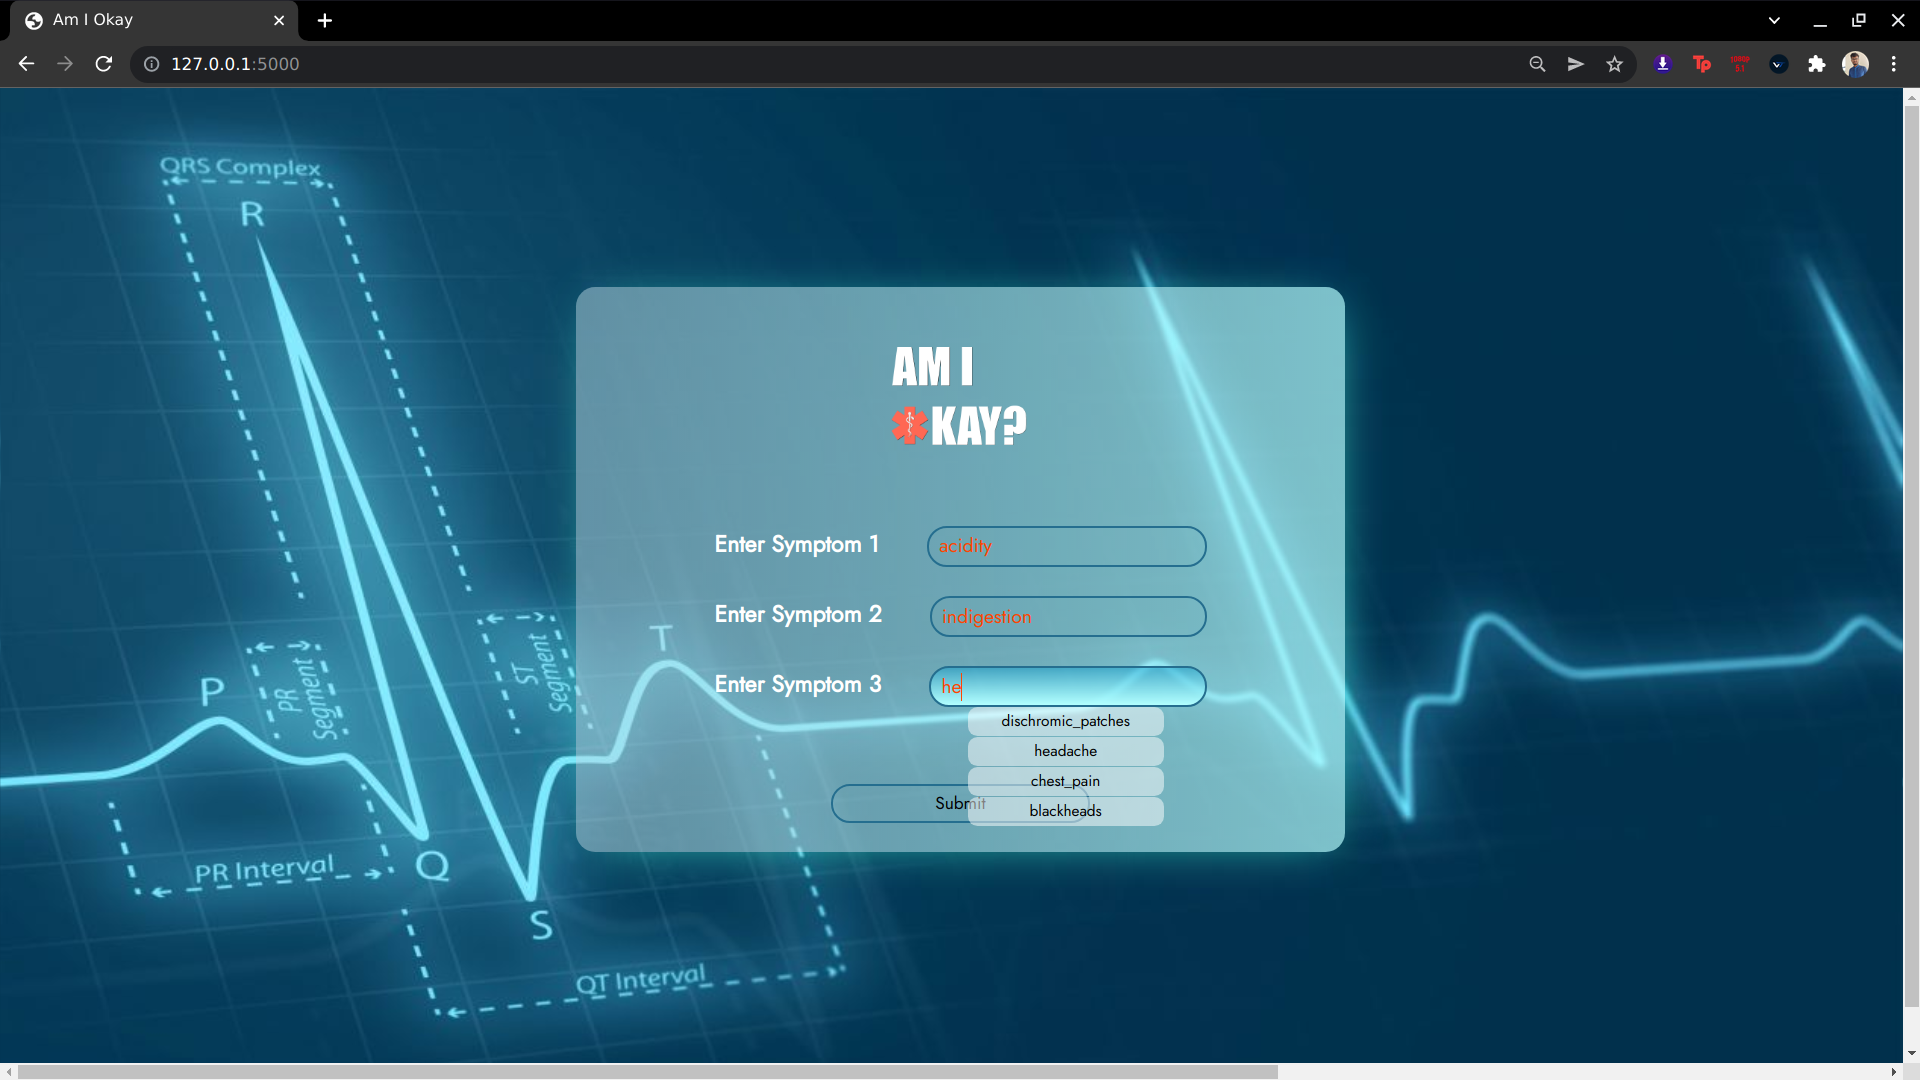 Am I Okay
127.0.0.1:5000
QRS Complex
R
AM I
KAY?
Enter Symptom 1
acidity
Enter Symptom 2
indigestion
Enter Symptom 3
he
dischromic_patches
headache
chest_pain
blackheads
Submit
T
ST
Segment
PR
Segment
P
PR Interval
Q
S
QT Interval